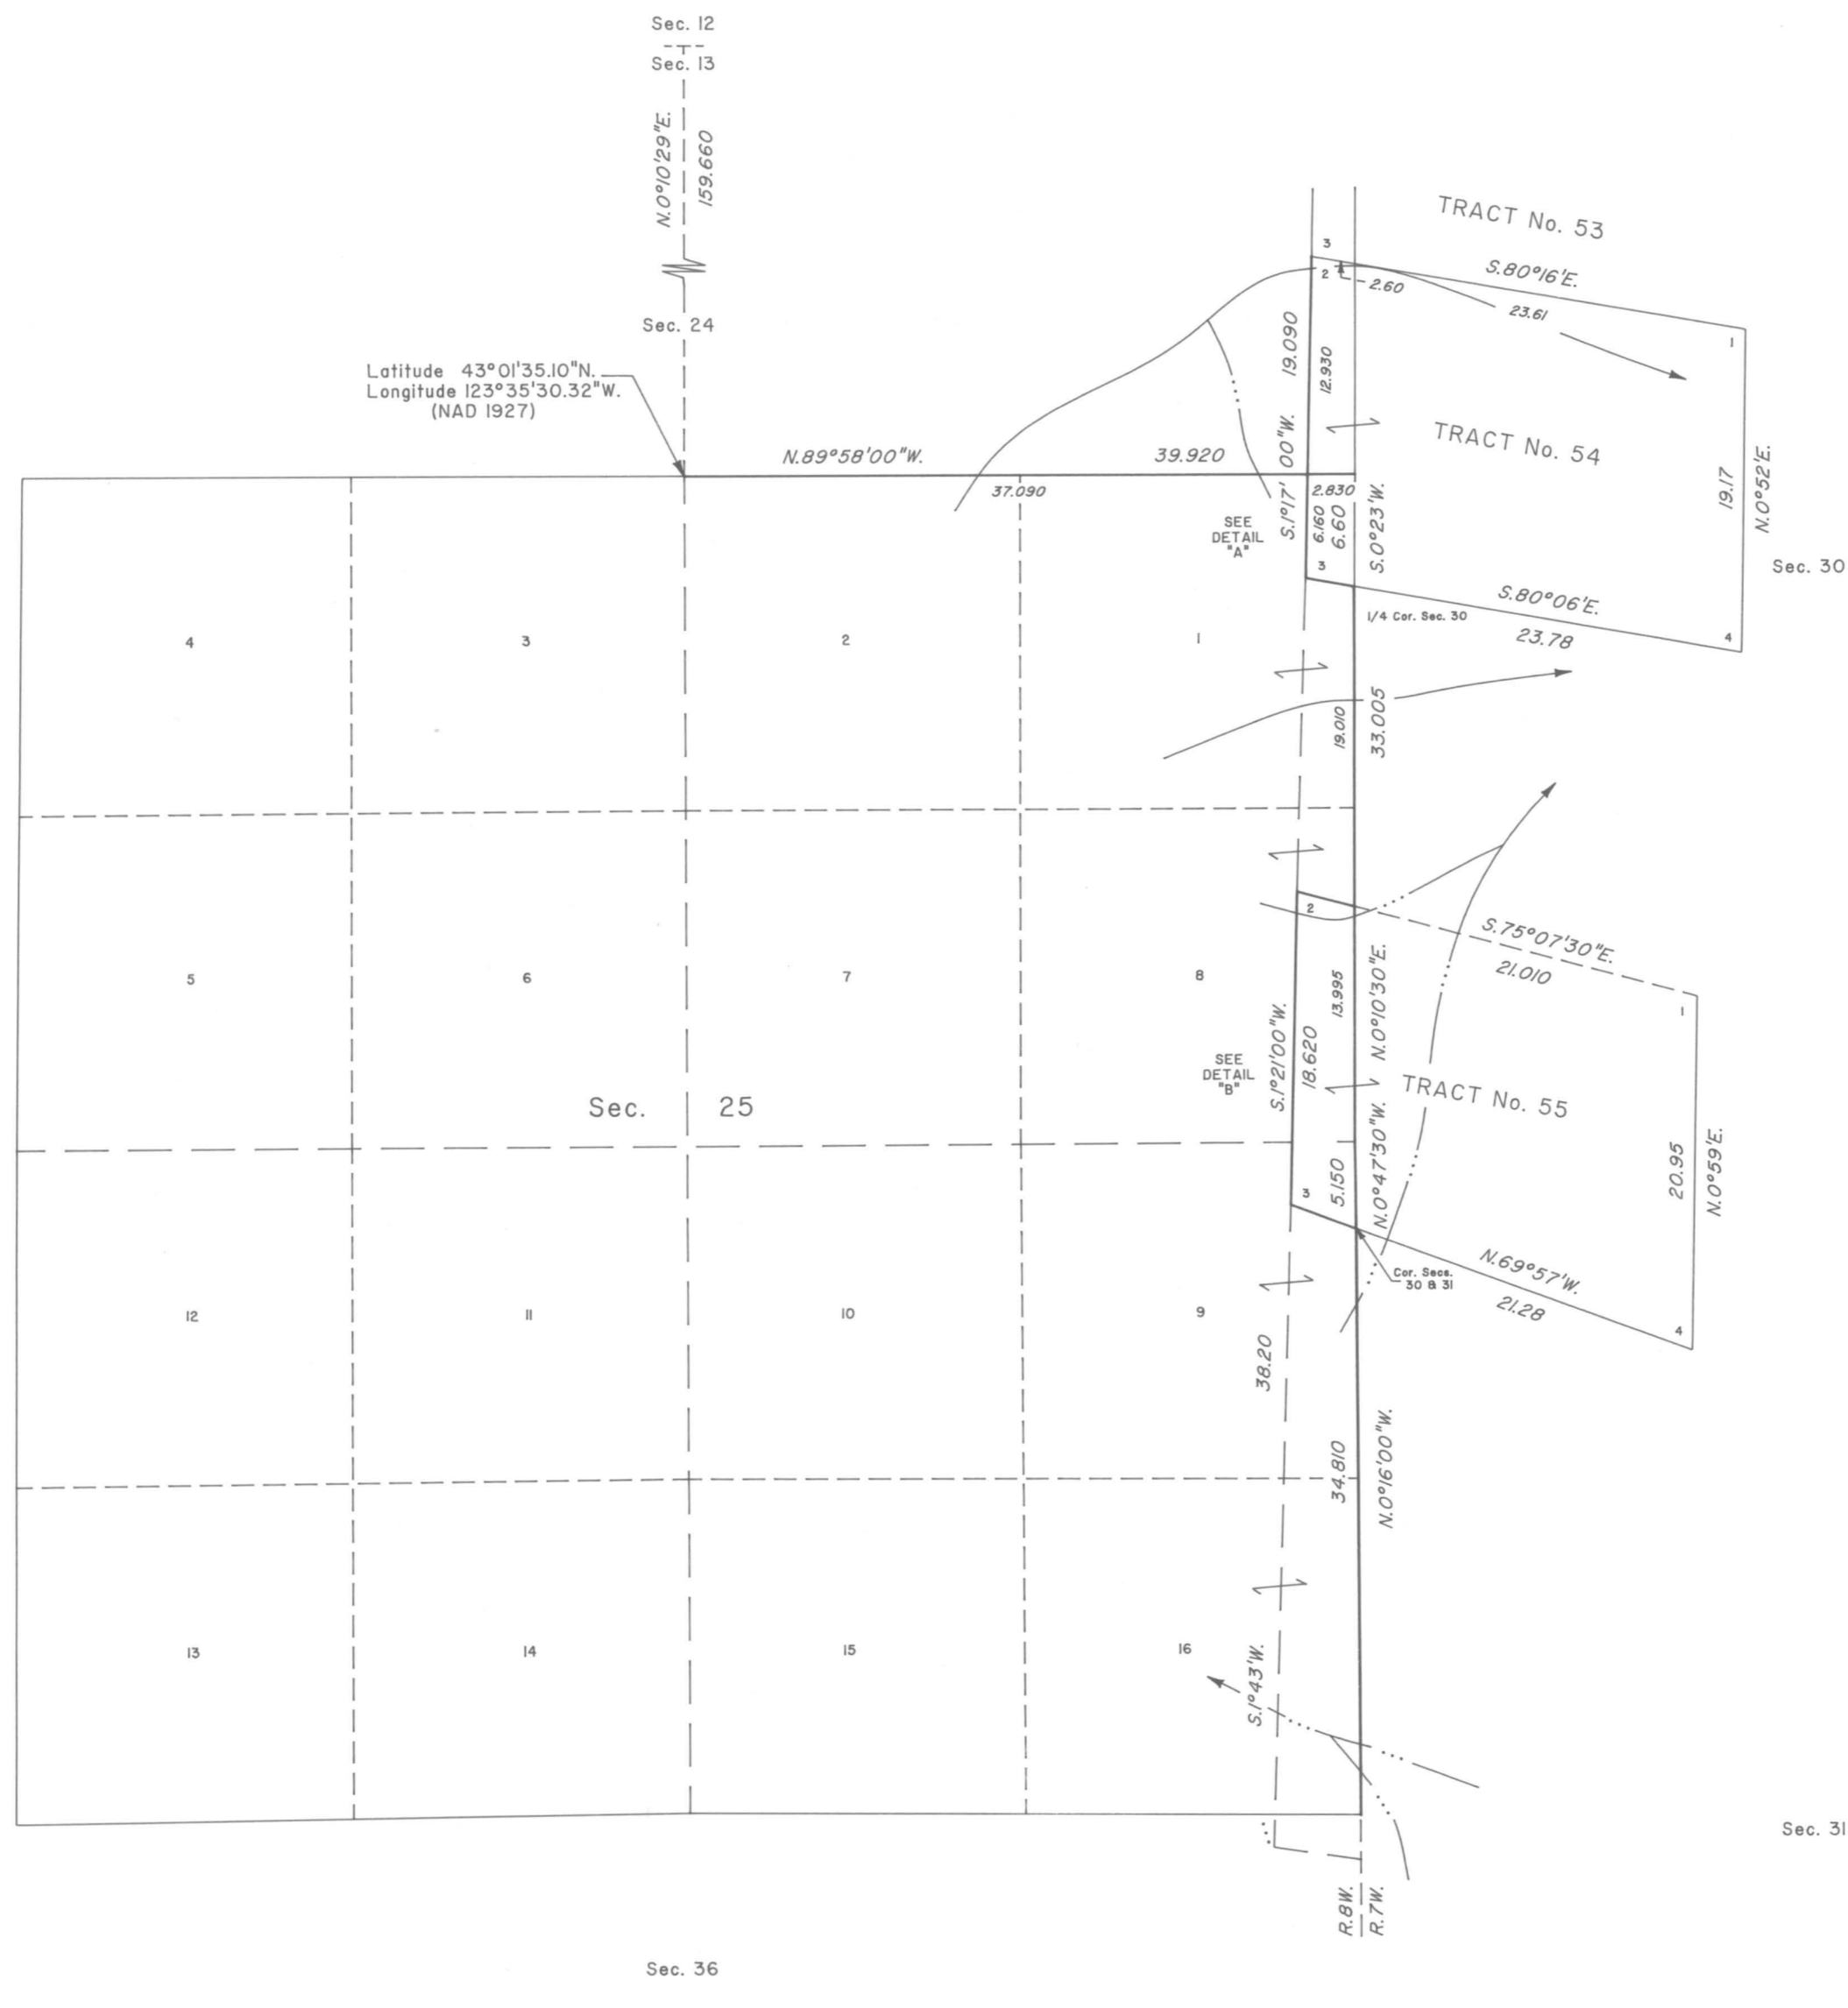 Sec. 12
Sec. 13
N.0°10'29"E.
159.660
Sec. 24
Latitude 43°01'35.10"N.
Longitude 123°35'30.32"W.
(NAD 1927)
N.89°58'00"W.
39.920
37.090
2.830
TRACT No. 53
3
2
2.60
S.80°16'E.
23.61
1
19.090
12.930
S.1°17'00"W.
TRACT No. 54
19.17
N.0°52'E.
SEE
DETAIL
"A"
6.160
6.60
S.0°23'W.
3
Sec. 30
S.80°06'E.
1/4 Cor. Sec. 30
23.78
4
4
3
2
1
19.010
33.005
2
S.75°07'30"E.
21.010
1
5
6
7
8
13.995
N.0°10'30"E.
S.1°21'00"W.
18.620
SEE
DETAIL
"B"
TRACT No. 55
Sec. 25
N.0°47'30"W.
5.150
3
20.95
N.0°59'E.
Cor. Secs.
30 & 31
N.69°57'W.
21.28
4
12
11
10
9
38.20
34.810
N.0°16'00"W.
13
14
15
16
S.1°43'W.
Sec. 31
R.8W.
R.7W.
Sec. 36